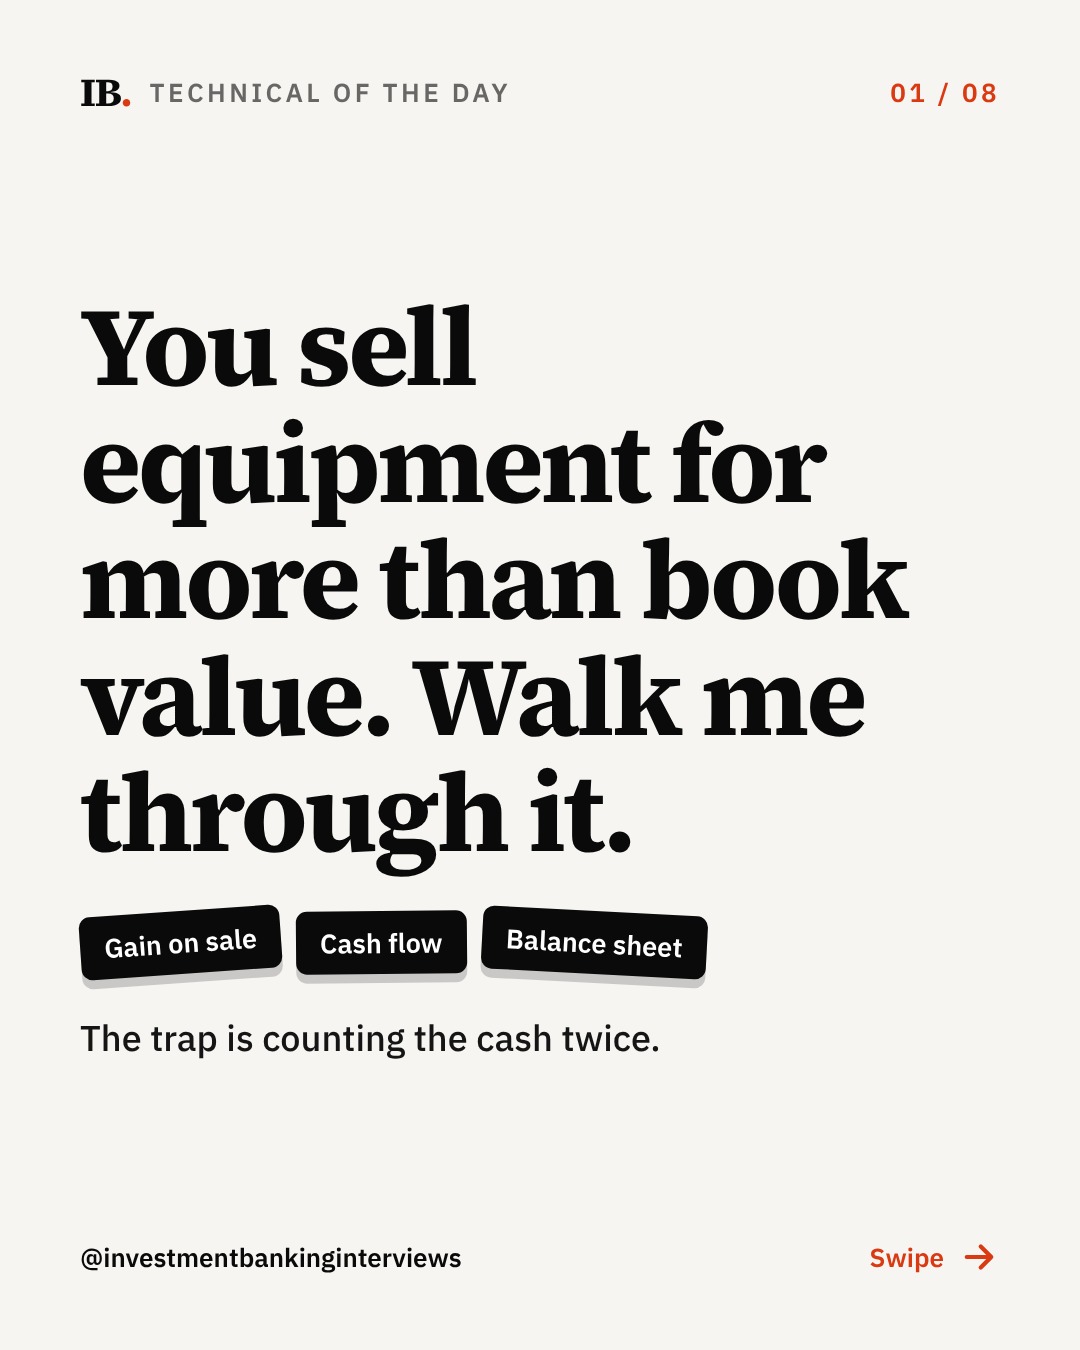 IB. TECHNICAL OF THE DAY
01 / 08
You sell
equipment for
more than book
value. Walk me
through it.
Gain on sale
Cash flow
Balance sheet
The trap is counting the cash twice.
@investmentbankinginterviews
Swipe →